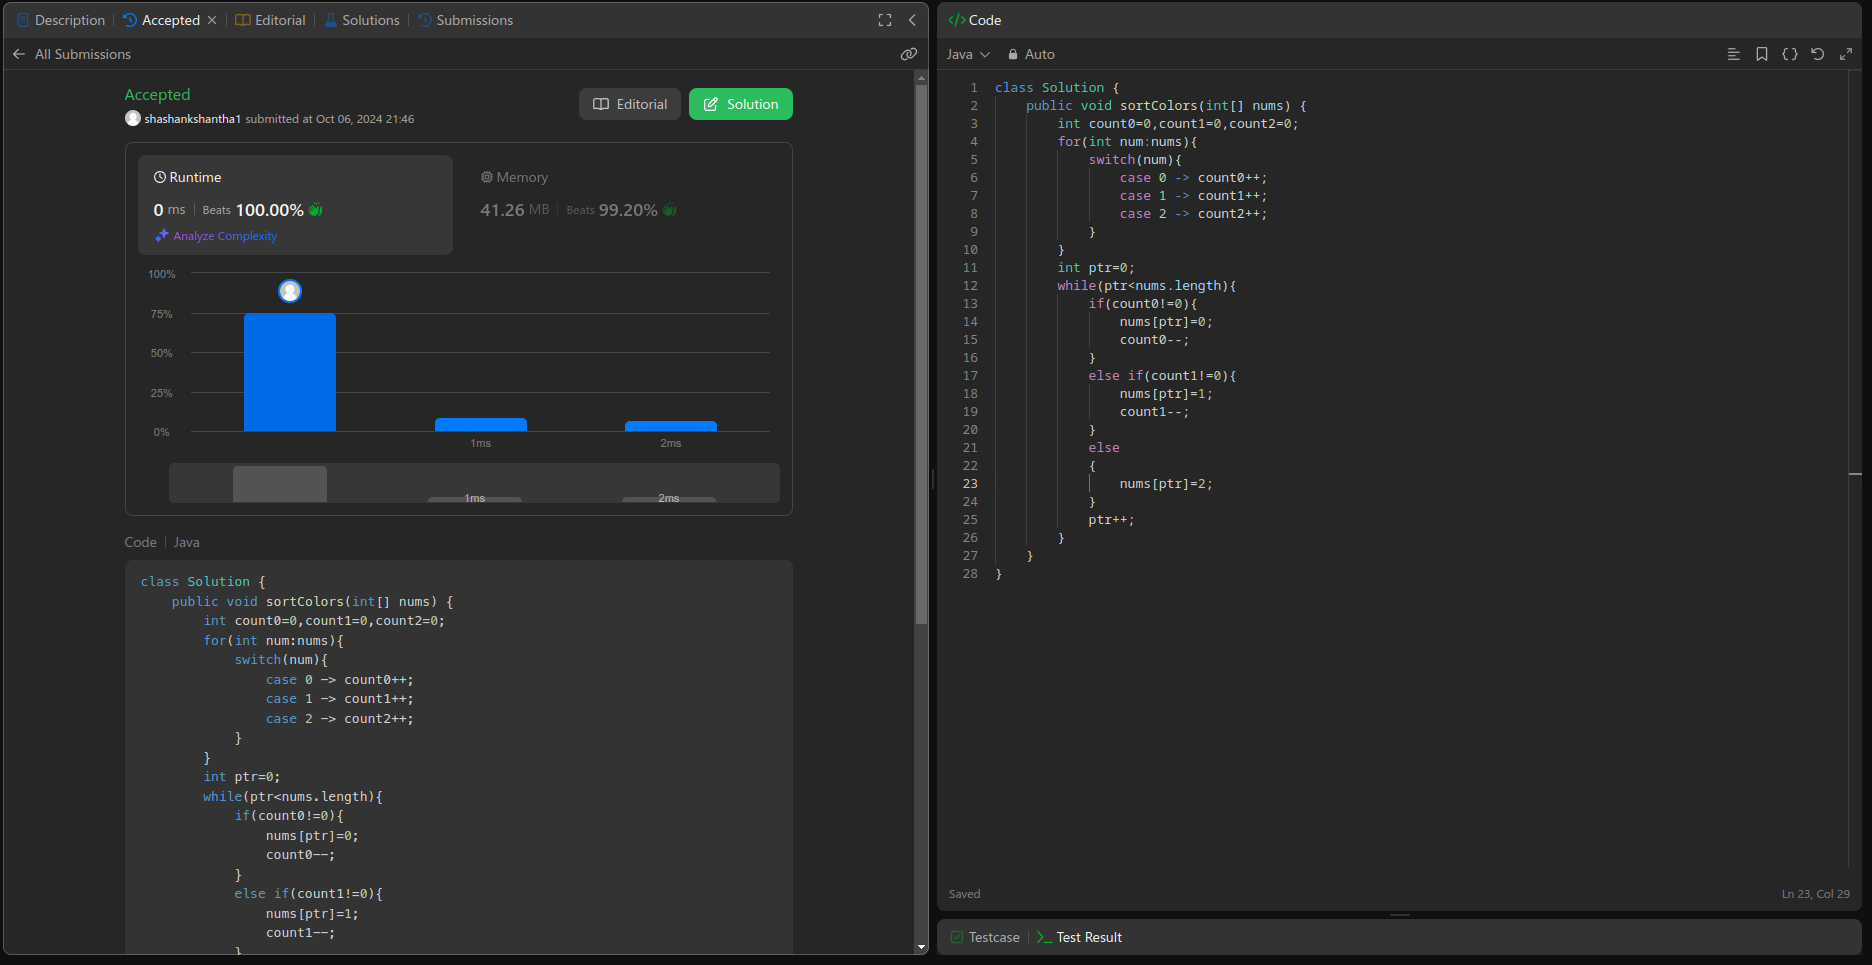 Description Accepted Editorial Solutions Submissions
All Submissions
Accepted
shashankshantha1 submitted at Oct 06, 2024 21:46
Editorial
Solution
Runtime
0 ms Beats 100.00%
Analyze Complexity
Memory
41.26 MB Beats 99.20%
100%
75%
50%
25%
0%
1ms 2ms
1ms 2ms
Code Java
class Solution {
    public void sortColors(int[] nums) {
        int count0=0,count1=0,count2=0;
        for(int num:nums){
            switch(num){
                case 0 -> count0++;
                case 1 -> count1++;
                case 2 -> count2++;
            }
        }
        int ptr=0;
        while(ptr<nums.length){
            if(count0!=0){
                nums[ptr]=0;
                count0--;
            }
            else if(count1!=0){
                nums[ptr]=1;
                count1--;
            }
Code
Java Auto
1 class Solution {
2     public void sortColors(int[] nums) {
3         int count0=0,count1=0,count2=0;
4         for(int num:nums){
5             switch(num){
6                 case 0 -> count0++;
7                 case 1 -> count1++;
8                 case 2 -> count2++;
9             }
10         }
11         int ptr=0;
12         while(ptr<nums.length){
13             if(count0!=0){
14                 nums[ptr]=0;
15                 count0--;
16             }
17             else if(count1!=0){
18                 nums[ptr]=1;
19                 count1--;
20             }
21             else
22             {
23                 nums[ptr]=2;
24             }
25             ptr++;
26         }
27     }
28 }
Saved
Ln 23, Col 29
Testcase Test Result